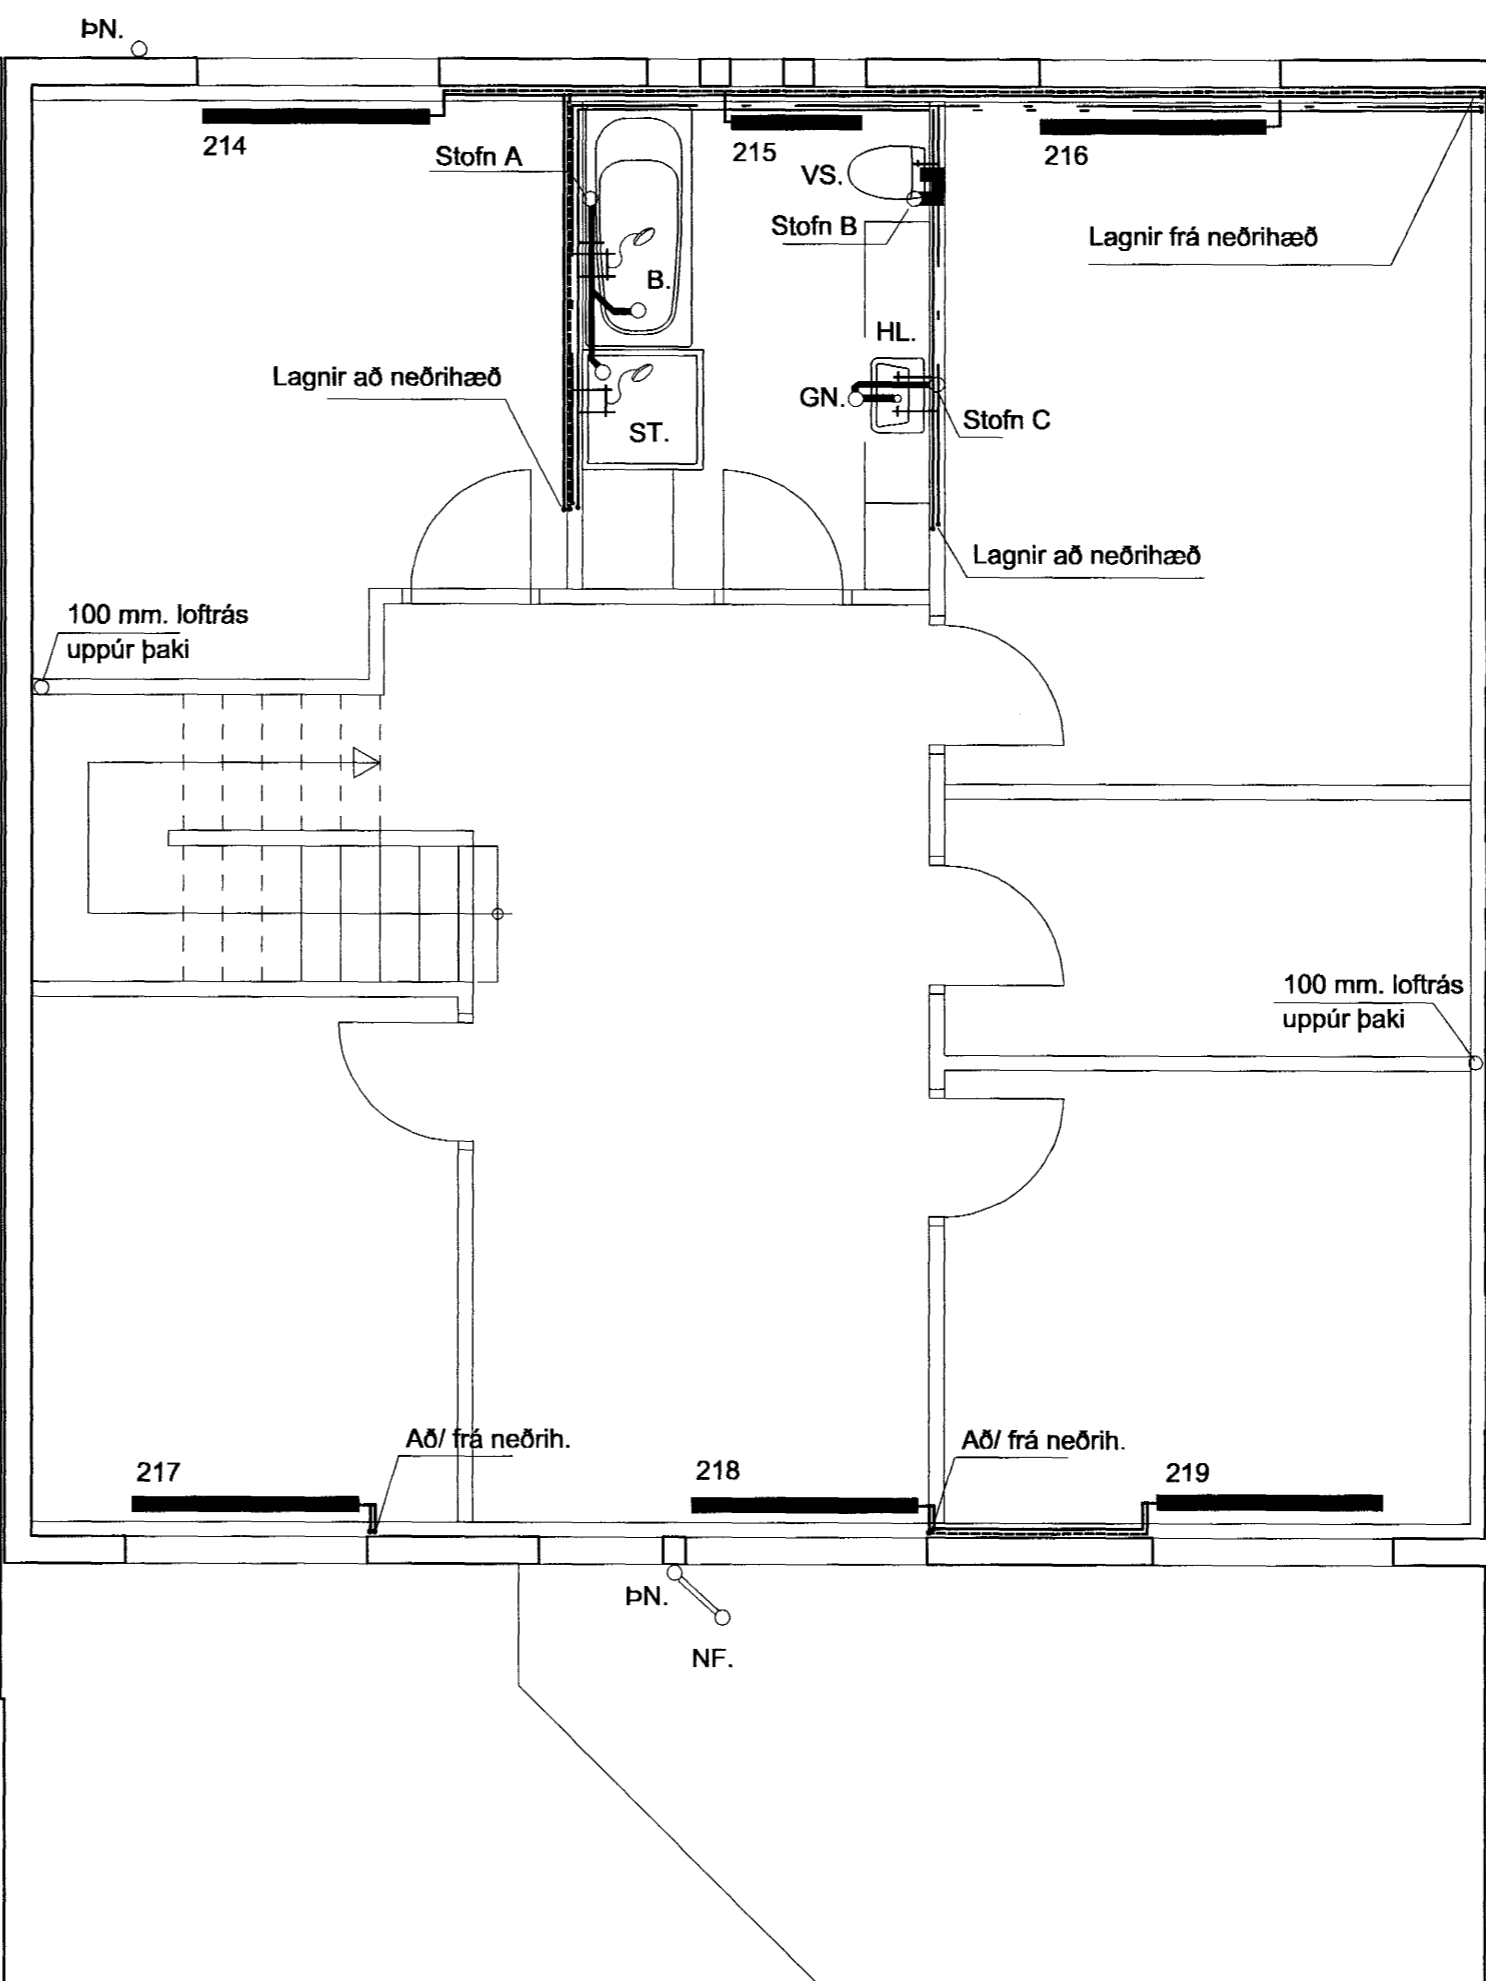 ÞN.
214
Stofn A
215
VS.
216
Stofn B
Lagnir frá neðrihæð
B.
HL.
Lagnir að neðrihæð
GN.
Stofn C
ST.
Lagnir að neðrihæð
100 mm. loftrás
uppúr þaki
100 mm. loftrás
uppúr þaki
Að/ frá neðrih.
Að/ frá neðrih.
217
218
219
ÞN.
NF.